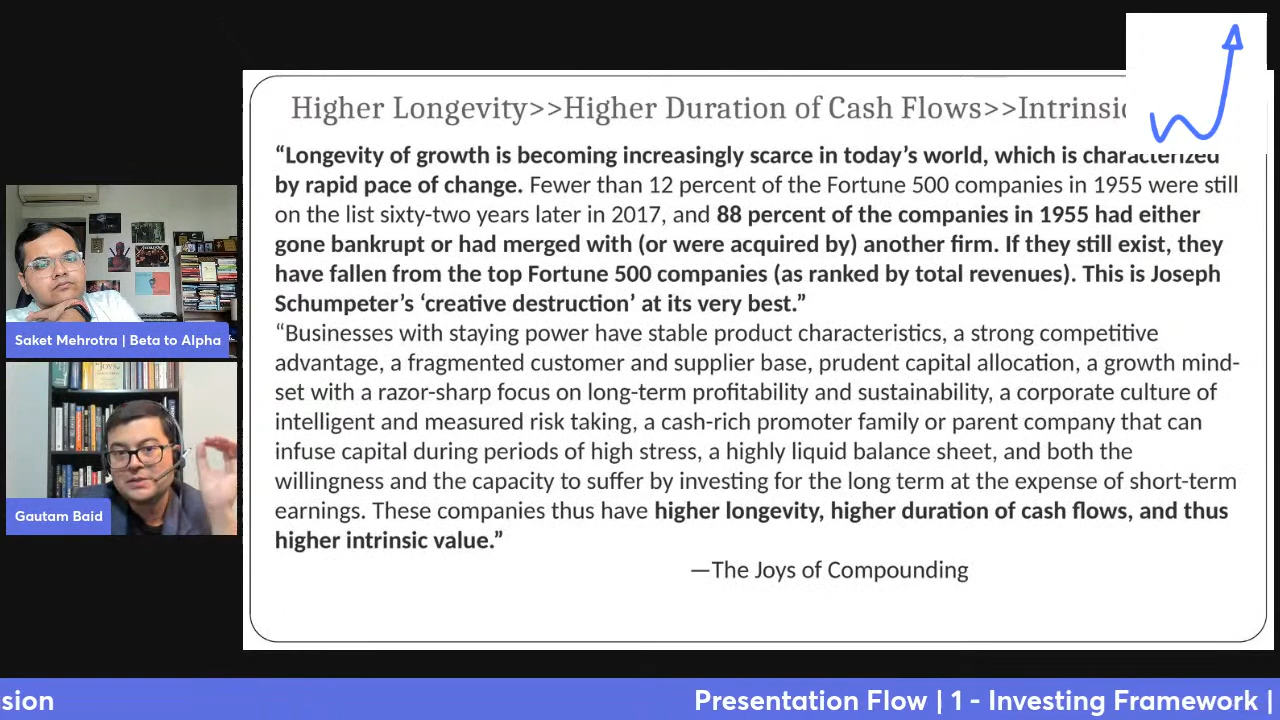 Higher Longevity>>Higher Duration of Cash Flows>>Intrinsic
“Longevity of growth is becoming increasingly scarce in today’s world, which is characterized
by rapid pace of change. Fewer than 12 percent of the Fortune 500 companies in 1955 were still
on the list sixty-two years later in 2017, and 88 percent of the companies in 1955 had either
gone bankrupt or had merged with (or were acquired by) another firm. If they still exist, they
have fallen from the top Fortune 500 companies (as ranked by total revenues). This is Joseph
Schumpeter’s ‘creative destruction’ at its very best.”
“Businesses with staying power have stable product characteristics, a strong competitive
advantage, a fragmented customer and supplier base, prudent capital allocation, a growth mind-
set with a razor-sharp focus on long-term profitability and sustainability, a corporate culture of
intelligent and measured risk taking, a cash-rich promoter family or parent company that can
infuse capital during periods of high stress, a highly liquid balance sheet, and both the
willingness and the capacity to suffer by investing for the long term at the expense of short-term
earnings. These companies thus have higher longevity, higher duration of cash flows, and thus
higher intrinsic value.”
—The Joys of Compounding
Saket Mehrotra | Beta to Alpha
Gautam Baid
sion
Presentation Flow | 1 - Investing Framework |